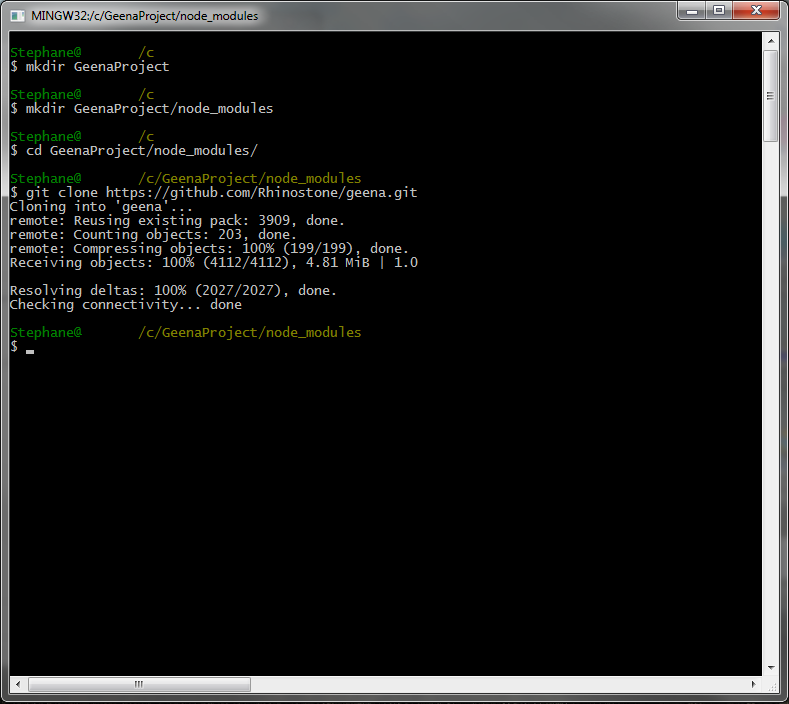 MINGW32:/c/GeenaProject/node_modules
Stephane@ /c
$ mkdir GeenaProject
Stephane@ /c
$ mkdir GeenaProject/node_modules
Stephane@ /c
$ cd GeenaProject/node_modules/
Stephane@ /c/GeenaProject/node_modules
$ git clone https://github.com/Rhinostone/geena.git
Cloning into 'geena'...
remote: Reusing existing pack: 3909, done.
remote: Counting objects: 203, done.
remote: Compressing objects: 100% (199/199), done.
Receiving objects: 100% (4112/4112), 4.81 MiB | 1.0
Resolving deltas: 100% (2027/2027), done.
Checking connectivity... done
Stephane@ /c/GeenaProject/node_modules
$